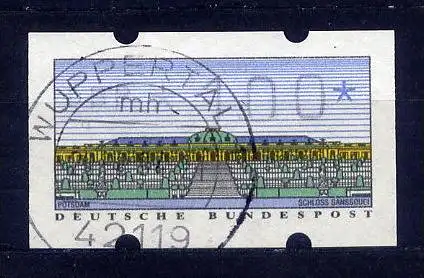 WUPPERTAL
mh
00*
POTSDAM SCHLOSS SANSSOUCI
DEUTSCHE BUNDESPOST
42119